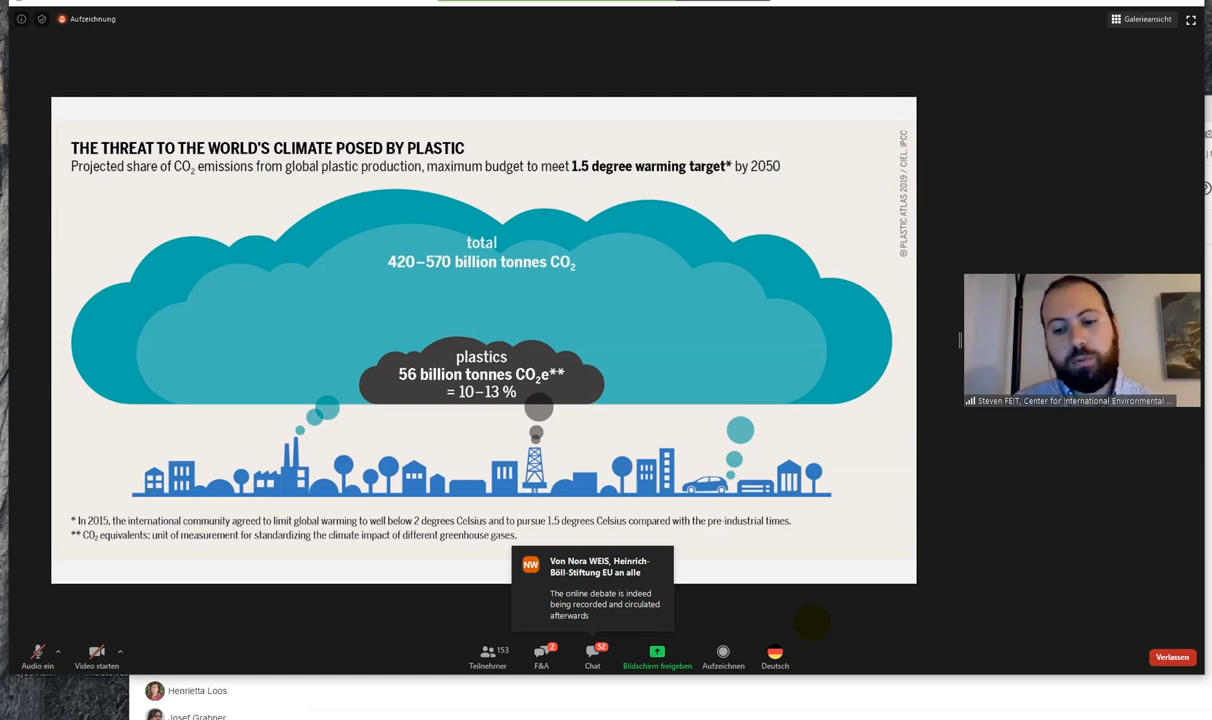 Aufzeichnung
Galerieansicht
THE THREAT TO THE WORLD'S CLIMATE POSED BY PLASTIC
Projected share of CO₂ emissions from global plastic production, maximum budget to meet 1.5 degree warming target* by 2050
© PLASTIC ATLAS 2019 / CIEL, IPCC
total
420–570 billion tonnes CO₂
plastics
56 billion tonnes CO₂e**
= 10–13 %
* In 2015, the international community agreed to limit global warming to well below 2 degrees Celsius and to pursue 1.5 degrees Celsius compared with the pre-industrial times.
** CO₂ equivalents: unit of measurement for standardizing the climate impact of different greenhouse gases.
Steven FEIT, Center for International Environmental ...
NW
Von Nora WEIS, Heinrich-
Böll-Stiftung EU an alle
The online debate is indeed
being recorded and circulated
afterwards
Audio ein
Video starten
153
Teilnehmer
2
F&A
52
Chat
Bildschirm freigeben
Aufzeichnen
Deutsch
Verlassen
Henrietta Loos
Josef Grabner